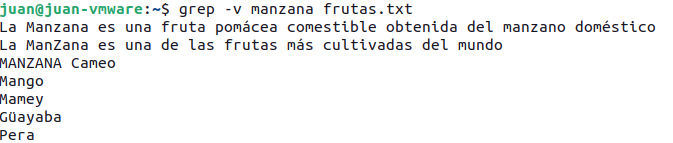 juan@juan-vmware:~$ grep -v manzana frutas.txt
La Manzana es una fruta pomácea comestible obtenida del manzano doméstico
La ManZana es una de las frutas más cultivadas del mundo
MANZANA Cameo
Mango
Mamey
Güayaba
Pera